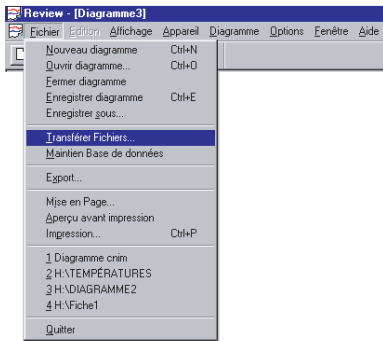 Review - [Diagramme3]
Fichier Edition Affichage Appareil Diagramme Options Fenêtre Aide
Nouveau diagramme Ctrl+N
Ouvrir diagramme... Ctrl+O
Fermer diagramme
Enregistrer diagramme Ctrl+E
Enregistrer sous...
Transférer Fichiers...
Maintien Base de données
Export...
Mise en Page...
Aperçu avant impression
Impression... Ctrl+P
1 Diagramme cnim
2 H:\TEMPÉRATURES
3 H:\DIAGRAMME2
4 H:\Fiche1
Quitter